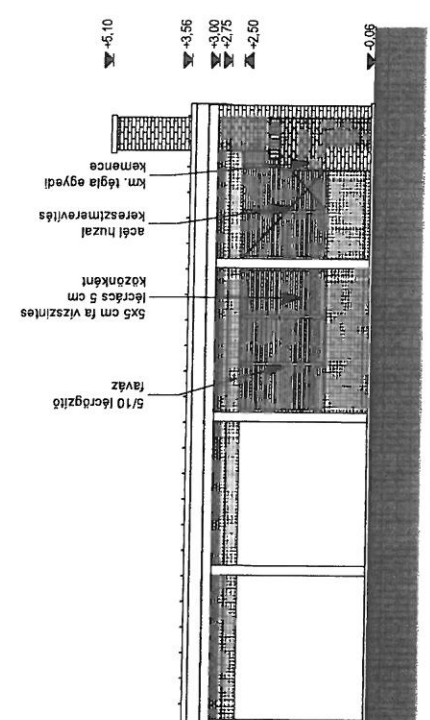 +5,10
+3,56
+3,00
+2,75
+2,50
-0,06
km. tégla egyedi
kemence
acél huzal
keresztmerevítés
5x5 cm fa vízszintes
lécrács 5 cm
közönként
5/10 lécrögzítő
faváz